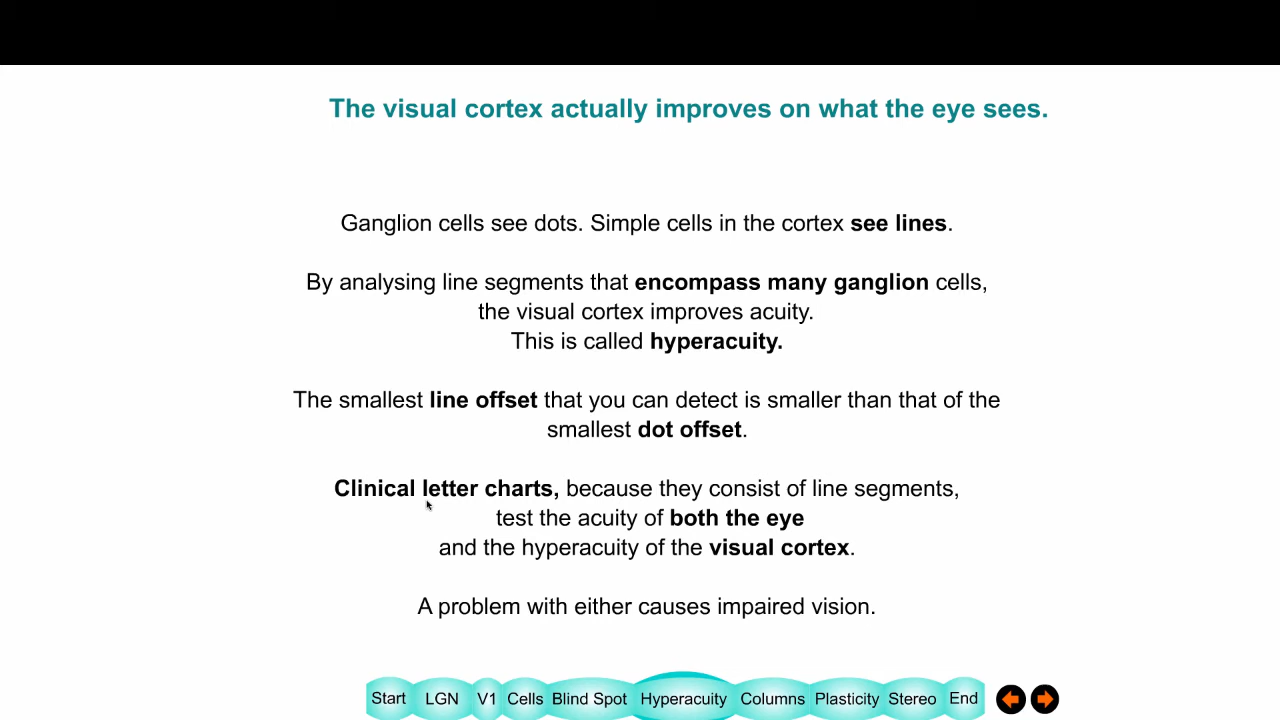 The visual cortex actually improves on what the eye sees.
Ganglion cells see dots. Simple cells in the cortex see lines.
By analysing line segments that encompass many ganglion cells,
the visual cortex improves acuity.
This is called hyperacuity.
The smallest line offset that you can detect is smaller than that of the
smallest dot offset.
Clinical letter charts, because they consist of line segments,
test the acuity of both the eye
and the hyperacuity of the visual cortex.
A problem with either causes impaired vision.
Start LGN V1 Cells Blind Spot Hyperacuity Columns Plasticity Stereo End